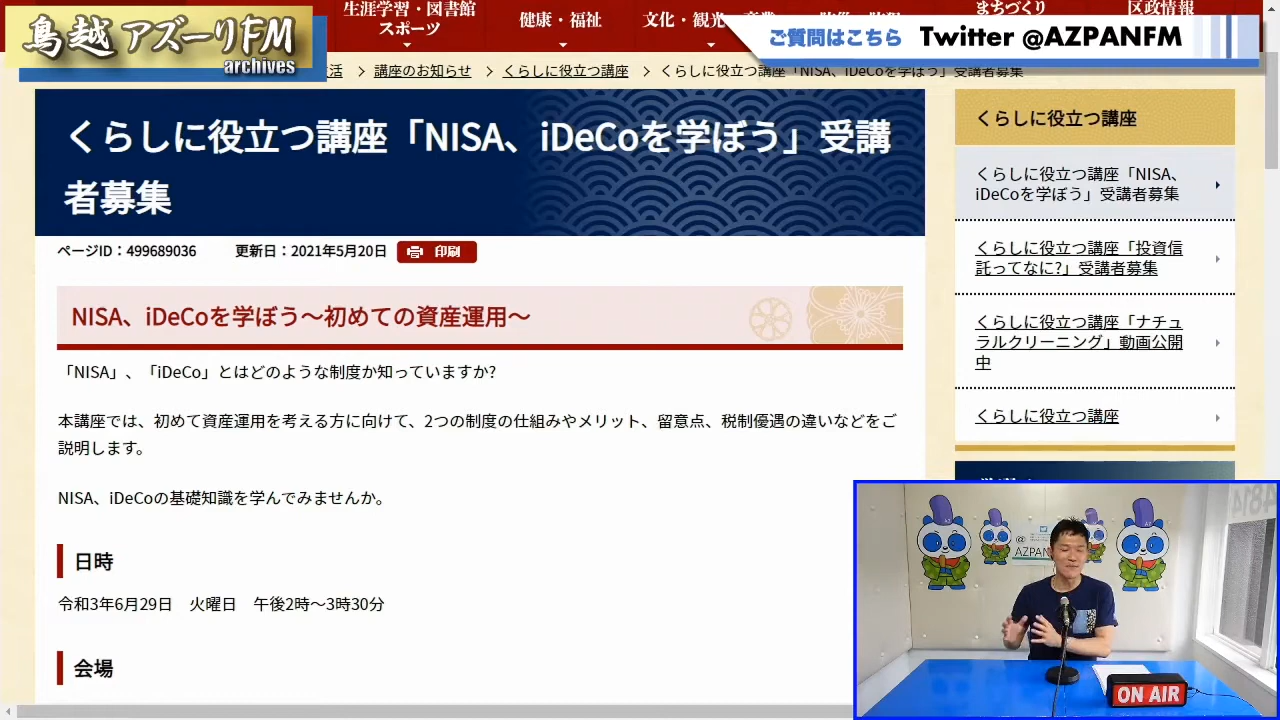 鳥越アズーリFM
archives
生涯学習・図書館
スポーツ
健康・福祉
文化・観光
まちづくり
区政情報
ご質問はこちら Twitter @AZPANFM
活 > 講座のお知らせ > くらしに役立つ講座 > くらしに役立つ講座「NISA、iDeCoを学ぼう」受講者募集
くらしに役立つ講座「NISA、iDeCoを学ぼう」受講
者募集
ページID：499689036 更新日：2021年5月20日 印刷
NISA、iDeCoを学ぼう～初めての資産運用～
「NISA」、「iDeCo」とはどのような制度か知っていますか?
本講座では、初めて資産運用を考える方に向けて、2つの制度の仕組みやメリット、留意点、税制優遇の違いなどをご
説明します。
NISA、iDeCoの基礎知識を学んでみませんか。
日時
令和3年6月29日　火曜日　午後2時～3時30分
会場
くらしに役立つ講座
くらしに役立つ講座「NISA、
iDeCoを学ぼう」受講者募集
くらしに役立つ講座「投資信
託ってなに?」受講者募集
くらしに役立つ講座「ナチュ
ラルクリーニング」動画公開
中
くらしに役立つ講座
@
AZPAN
ON AIR